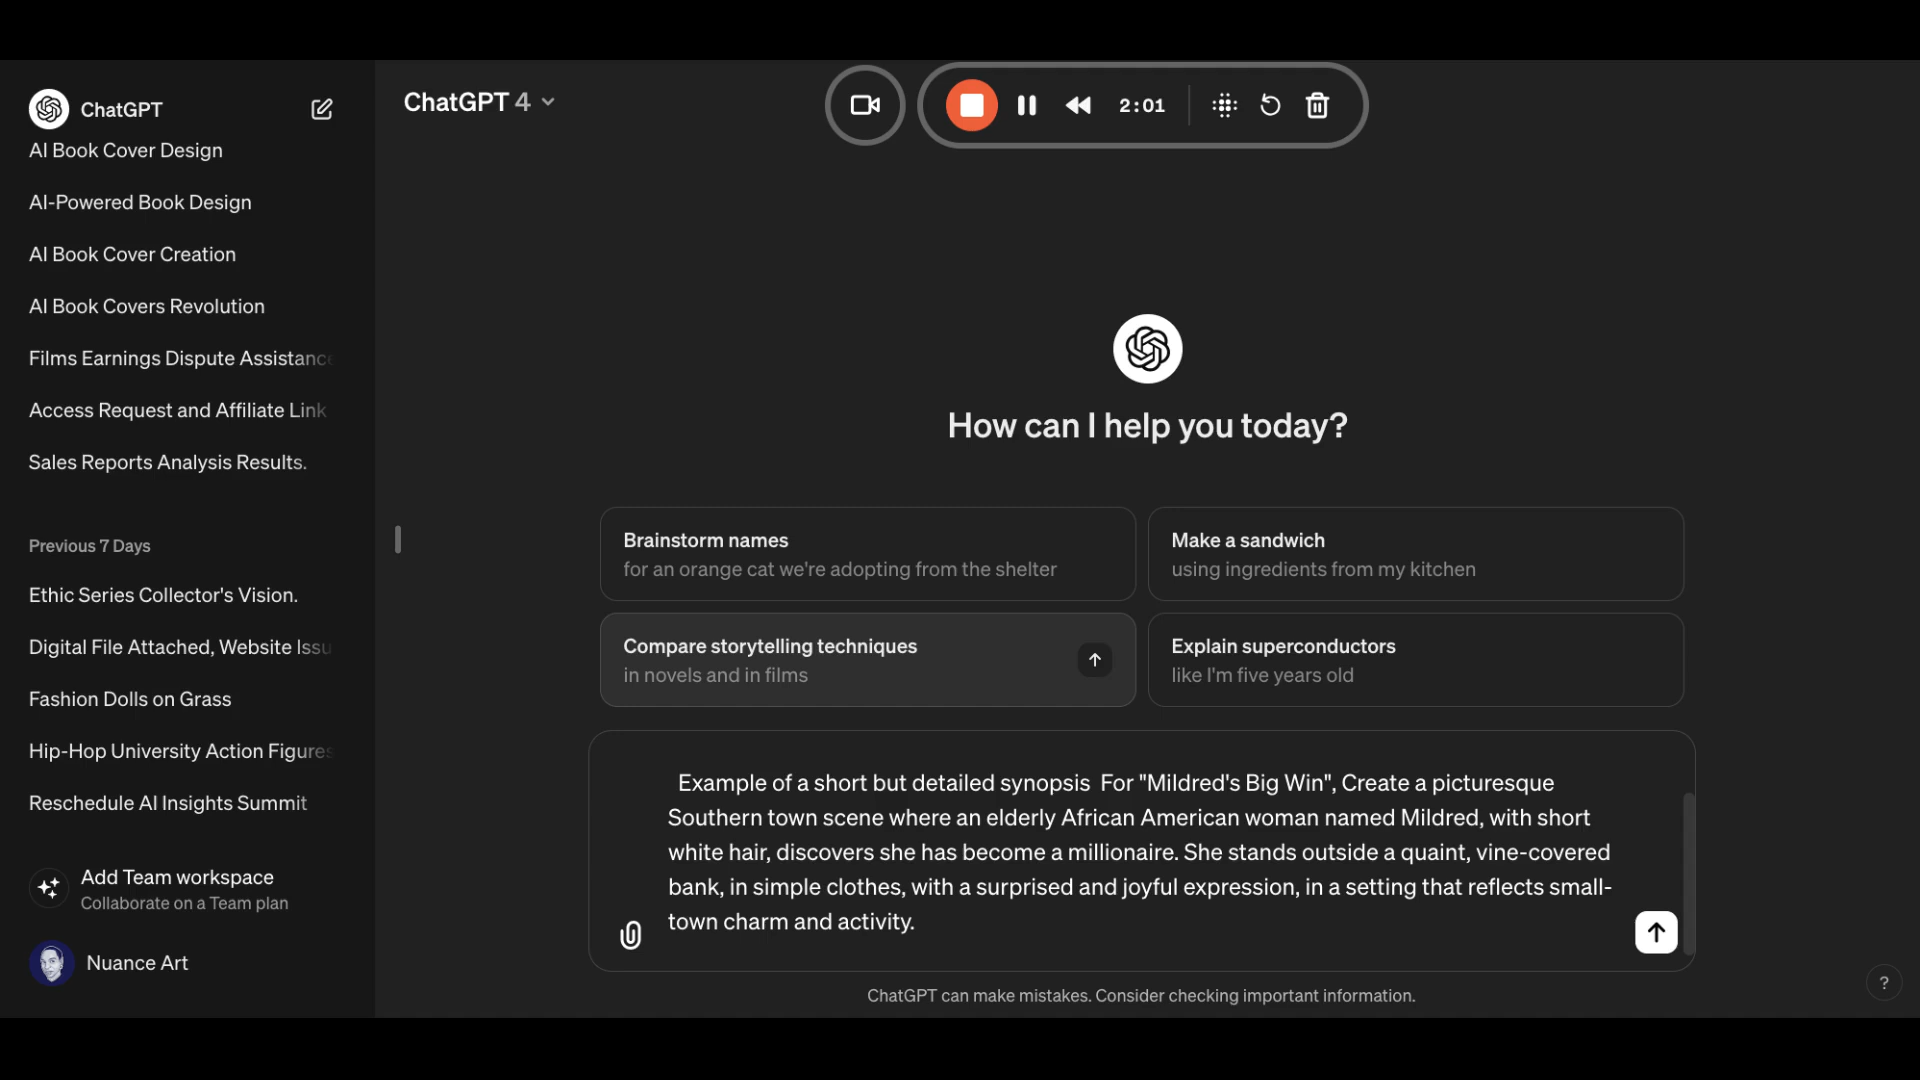 ChatGPT
AI Book Cover Design
AI-Powered Book Design
AI Book Cover Creation
AI Book Covers Revolution
Films Earnings Dispute Assistance
Access Request and Affiliate Link
Sales Reports Analysis Results.
Previous 7 Days
Ethic Series Collector's Vision.
Digital File Attached, Website Issu
Fashion Dolls on Grass
Hip-Hop University Action Figures
Reschedule AI Insights Summit
Add Team workspace
Collaborate on a Team plan
Nuance Art
ChatGPT 4
2:01
How can I help you today?
Brainstorm names
for an orange cat we're adopting from the shelter
Make a sandwich
using ingredients from my kitchen
Compare storytelling techniques
in novels and in films
Explain superconductors
like I'm five years old
Example of a short but detailed synopsis  For "Mildred's Big Win", Create a picturesque
Southern town scene where an elderly African American woman named Mildred, with short
white hair, discovers she has become a millionaire. She stands outside a quaint, vine-covered
bank, in simple clothes, with a surprised and joyful expression, in a setting that reflects small-
town charm and activity.
ChatGPT can make mistakes. Consider checking important information.
?